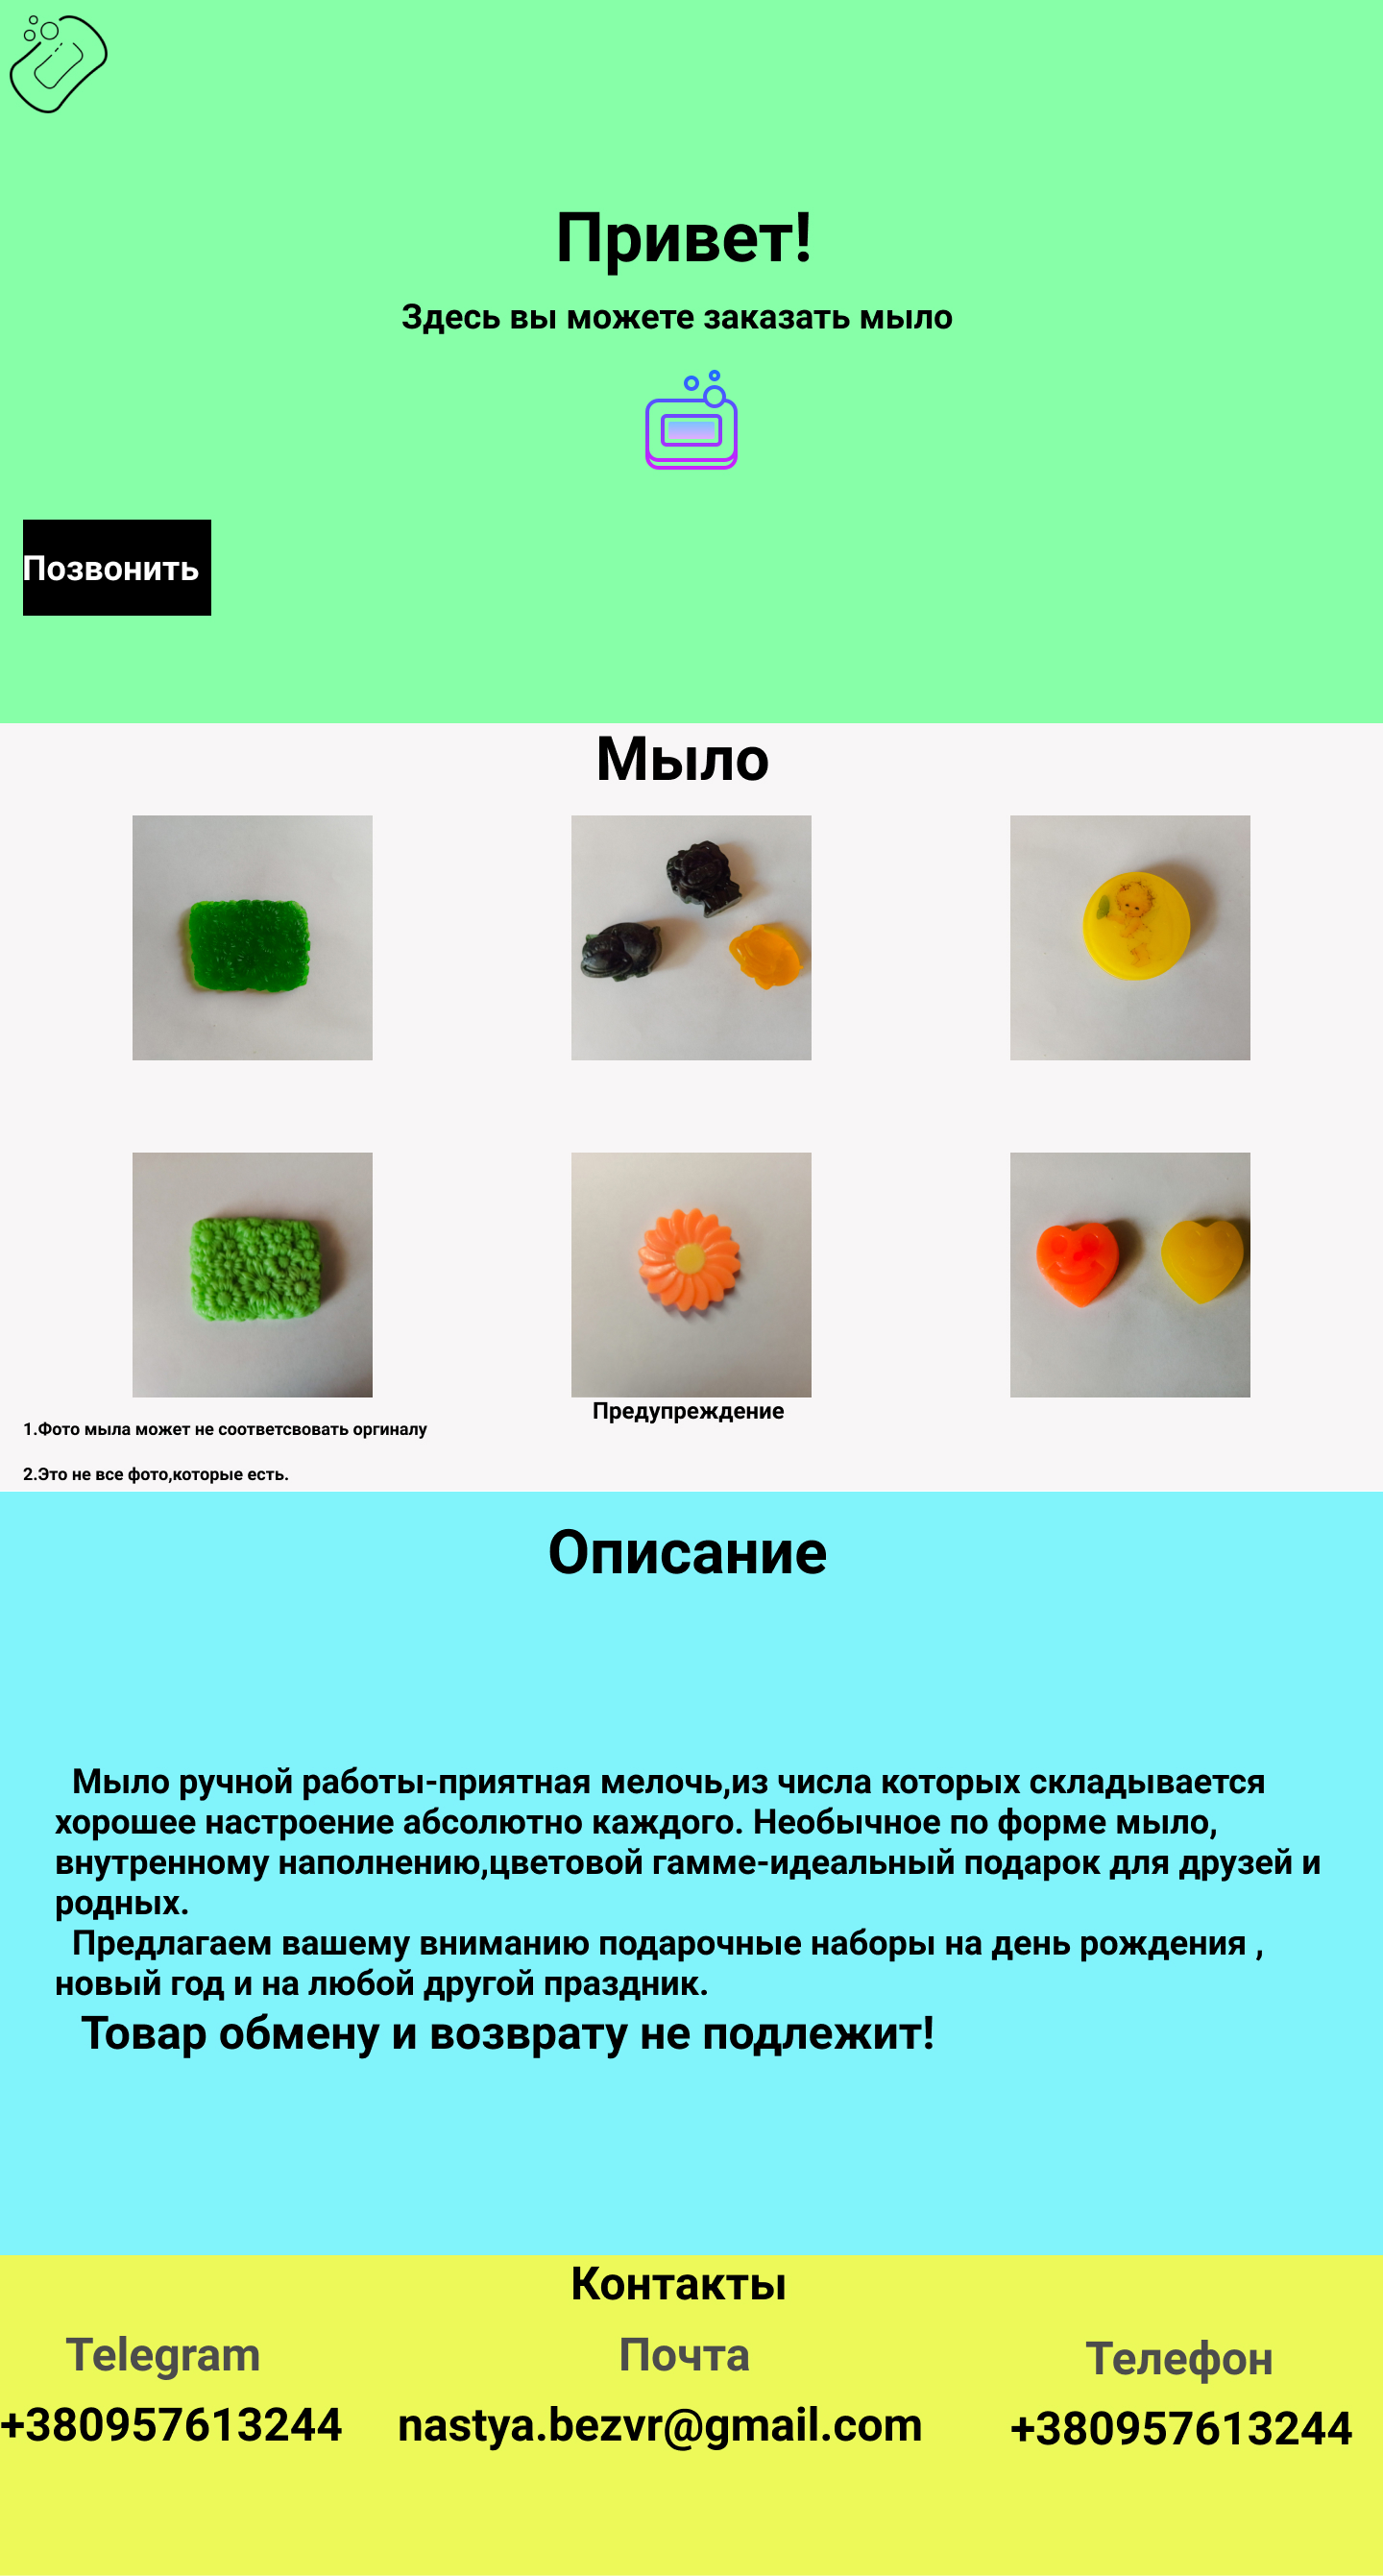 Привет!
Здесь вы можете заказать мыло
Позвонить
Мыло
Предупреждение
1.Фото мыла может не соответсвовать оргиналу
2.Это не все фото,которые есть.
Описание
Мыло ручной работы-приятная мелочь,из числа которых складывается
хорошее настроение абсолютно каждого. Необычное по форме мыло,
внутренному наполнению,цветовой гамме-идеальный подарок для друзей и
родных.
Предлагаем вашему вниманию подарочные наборы на день рождения ,
новый год и на любой другой праздник.
Товар обмену и возврату не подлежит!
Контакты
Telegram
+380957613244
Почта
nastya.bezvr@gmail.com
Телефон
+380957613244